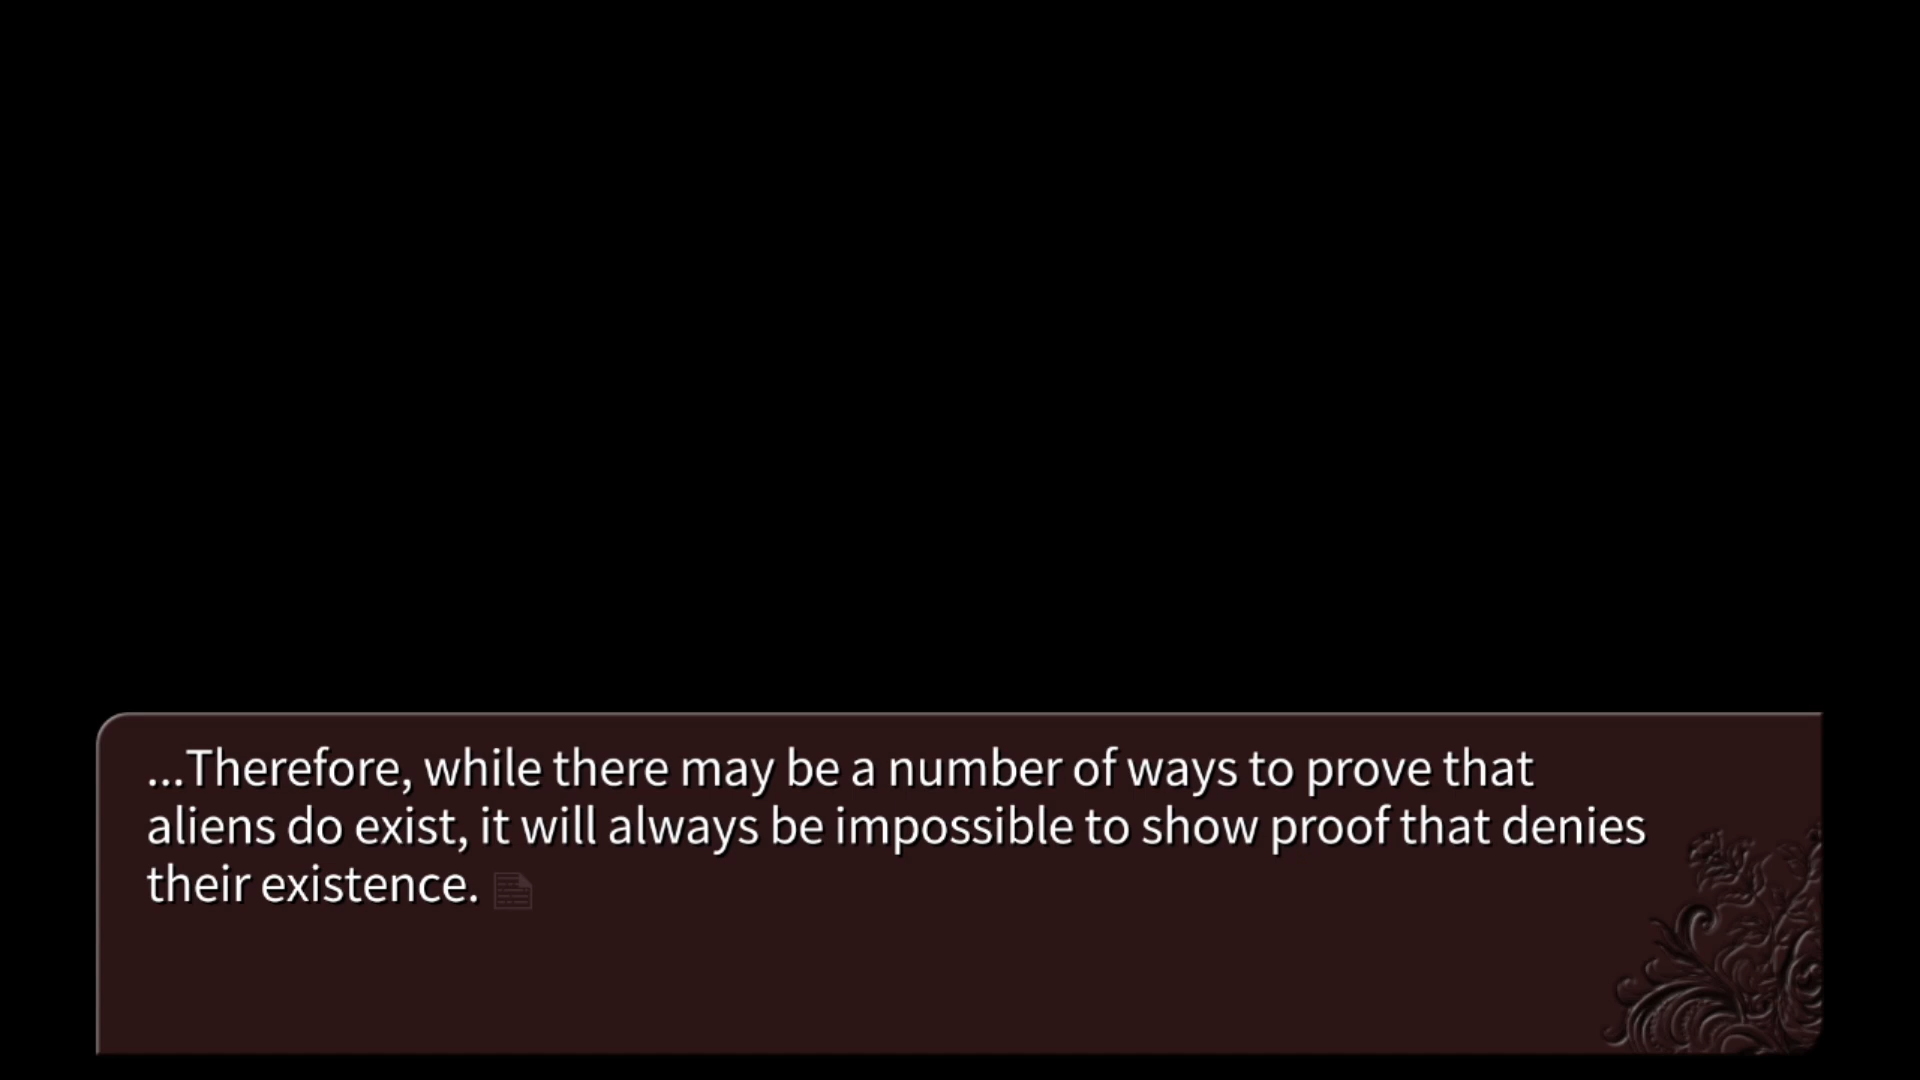 ...Therefore, while there may be a number of ways to prove that
aliens do exist, it will always be impossible to show proof that denies
their existence.